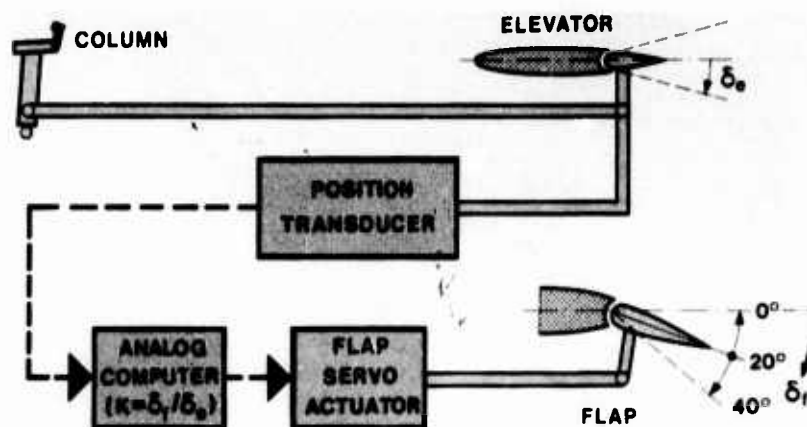 COLUMN
ELEVATOR
δe
POSITION
TRANSDUCER
ANALOG
COMPUTER
(K=δf/δe)
FLAP
SERVO
ACTUATOR
0°
20°
40°
δf
FLAP